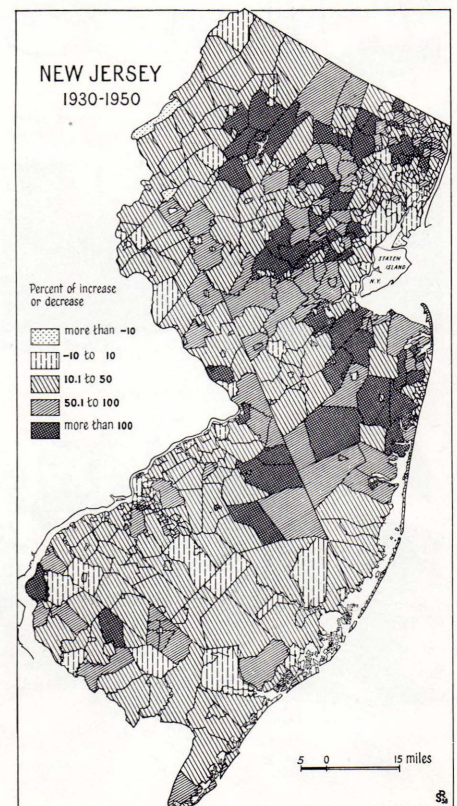 NEW JERSEY
1930-1950
STATEN
ISLAND
N.Y.
Percent of increase
or decrease
more than -10
-10 to 10
10.1 to 50
50.1 to 100
more than 100
5 0 15 miles